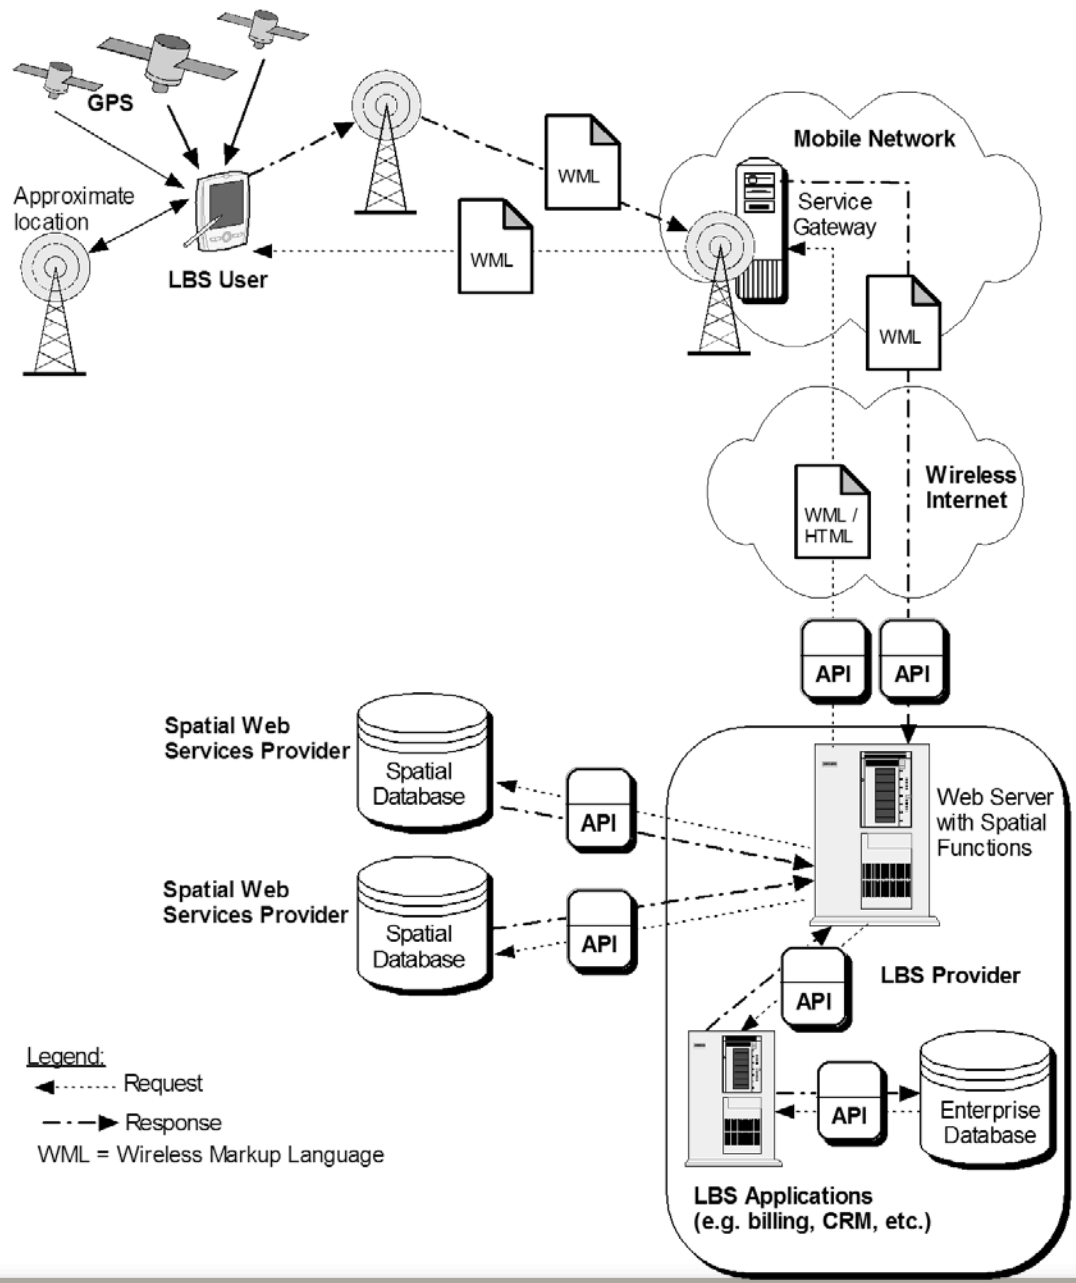 GPS
Mobile Network
WML
Approximate
location
Service
Gateway
WML
LBS User
WML
Wireless
Internet
WML /
HTML
API
API
Spatial Web
Services Provider
Spatial
Database
API
Web Server
with Spatial
Functions
Spatial Web
Services Provider
Spatial
Database
API
LBS Provider
API
Legend:
Request
Response
WML = Wireless Markup Language
API
Enterprise
Database
LBS Applications
(e.g. billing, CRM, etc.)